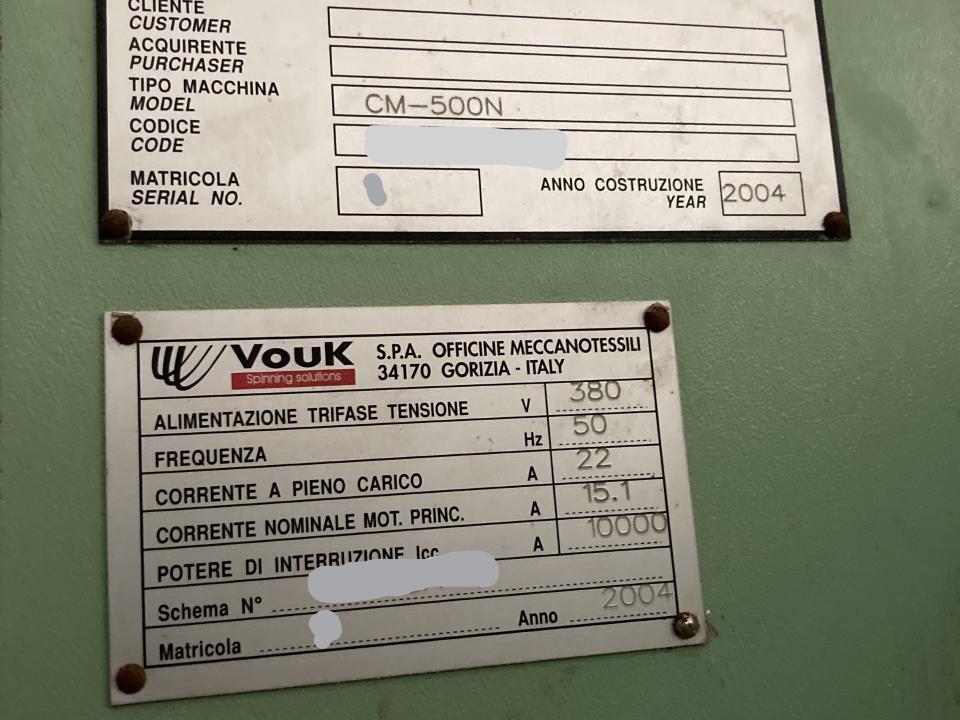 CLIENTE
CUSTOMER
ACQUIRENTE
PURCHASER
TIPO MACCHINA
MODEL CM-500N
CODICE
CODE
MATRICOLA
SERIAL NO.
ANNO COSTRUZIONE
YEAR 2004
VouK
Spinning solutions
S.P.A. OFFICINE MECCANOTESSILI
34170 GORIZIA - ITALY
ALIMENTAZIONE TRIFASE TENSIONE V 380
FREQUENZA Hz 50
CORRENTE A PIENO CARICO A 22
CORRENTE NOMINALE MOT. PRINC. A 15.1
POTERE DI INTERRUZIONE Icc A 10000
Schema N°
Matricola Anno 2004